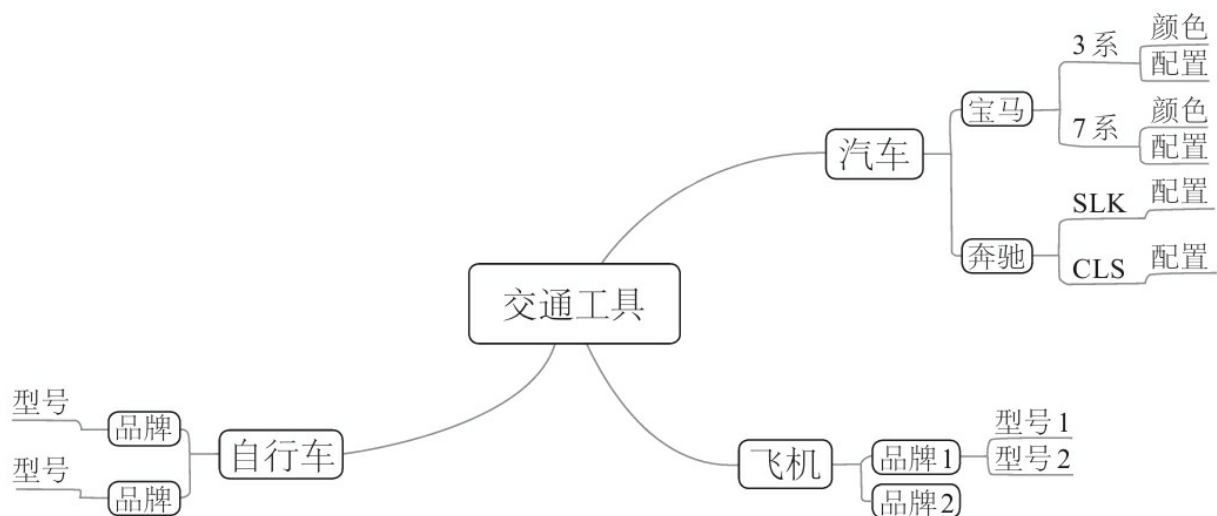 交通工具
汽车
宝马
3 系
颜色
配置
7 系
颜色
配置
奔驰
SLK
配置
CLS
配置
飞机
品牌 1
型号 1
型号 2
品牌 2
自行车
品牌
型号
品牌
型号